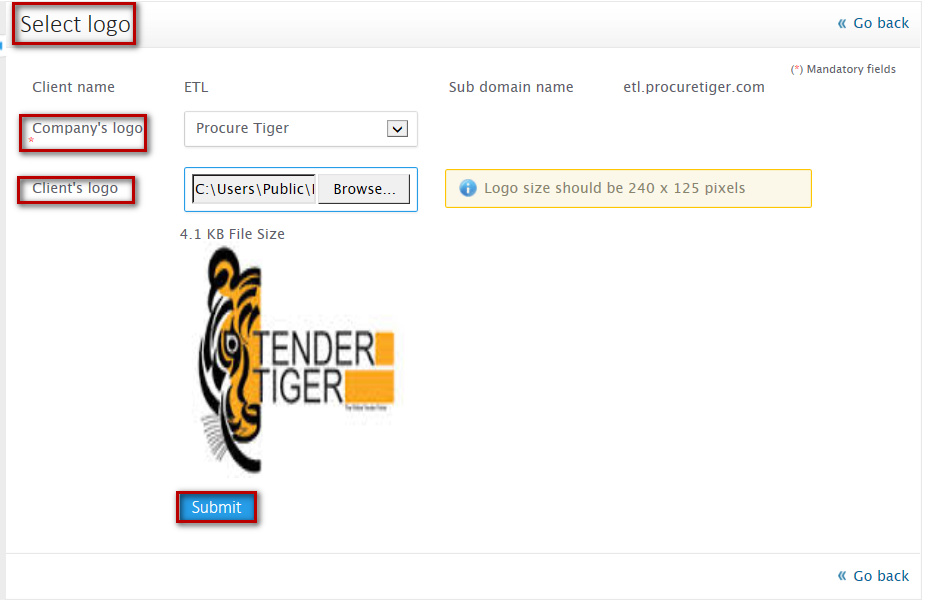 Select logo
« Go back
(*) Mandatory fields
Client name ETL Sub domain name etl.procuretiger.com
Company's logo Procure Tiger
*
Client's logo C:\Users\Public\ Browse... Logo size should be 240 x 125 pixels
4.1 KB File Size
TENDER
TIGER
Submit
« Go back